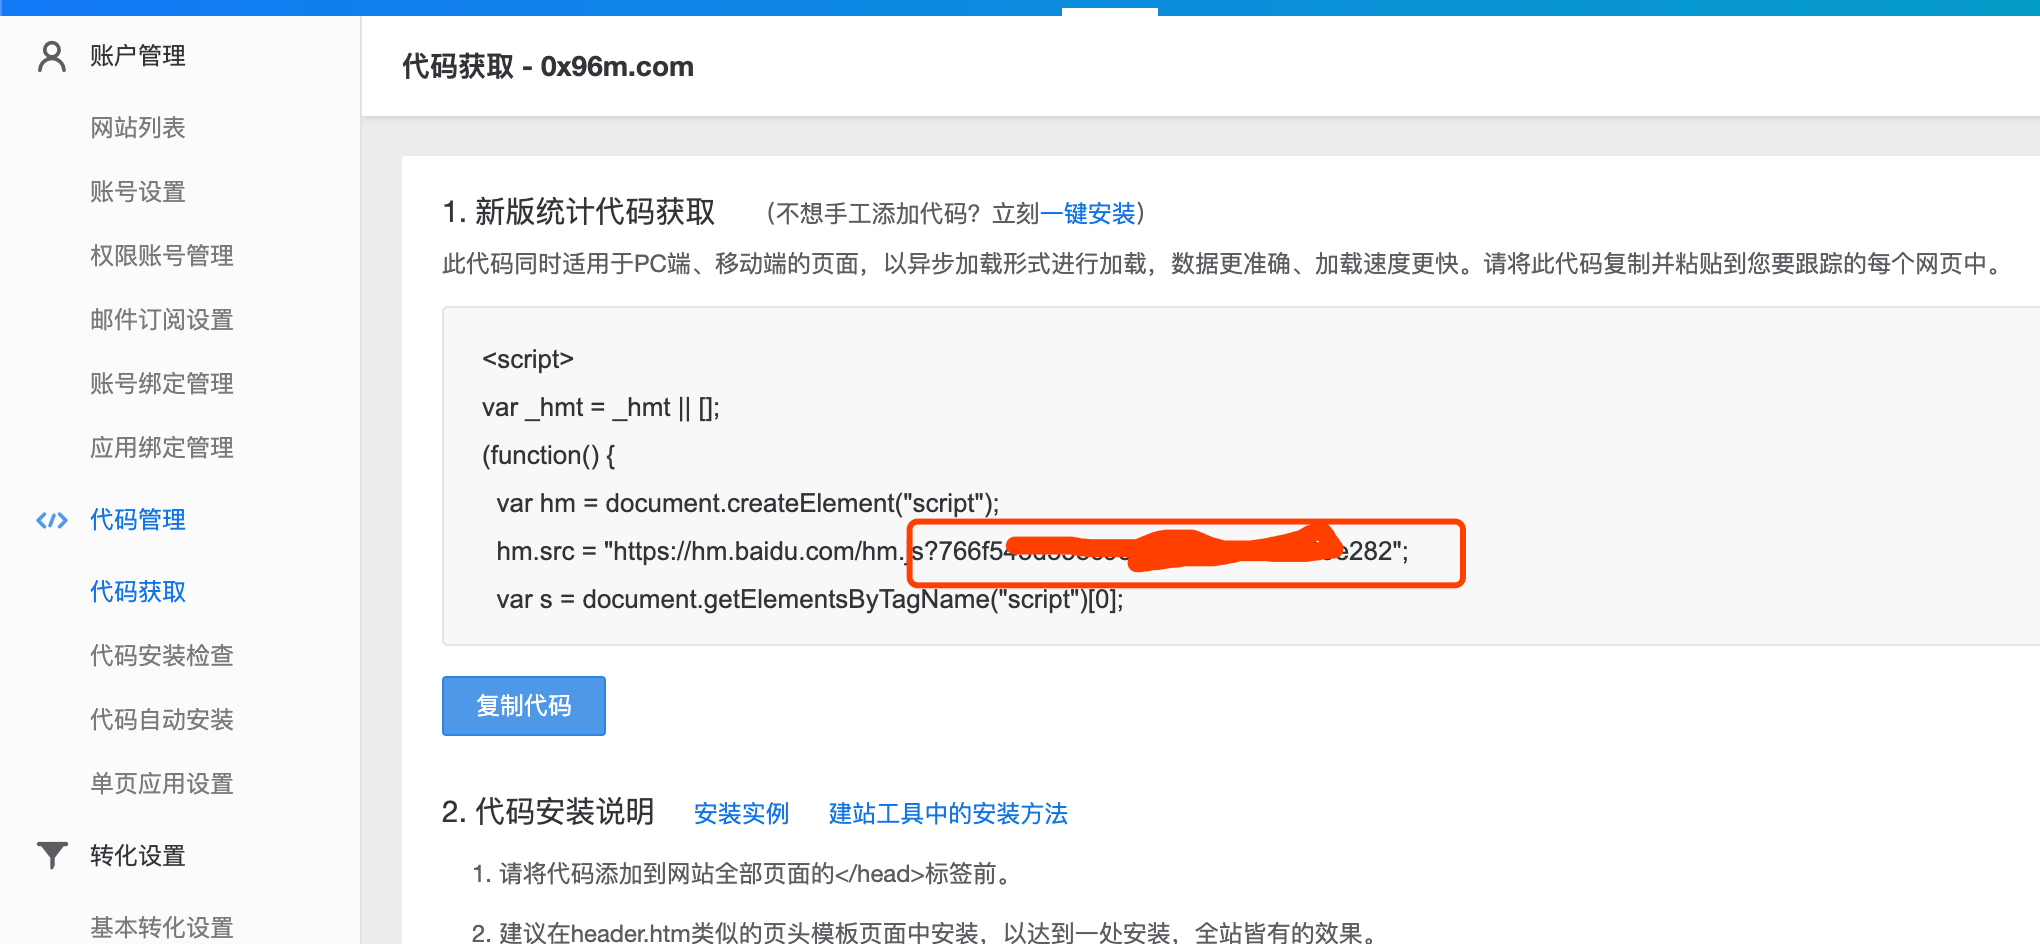 账户管理
网站列表
账号设置
权限账号管理
邮件订阅设置
账号绑定管理
应用绑定管理
代码管理
代码获取
代码安装检查
代码自动安装
单页应用设置
转化设置
基本转化设置
代码获取 - 0x96m.com
1. 新版统计代码获取 （不想手工添加代码？立刻一键安装）
此代码同时适用于PC端、移动端的页面，以异步加载形式进行加载，数据更准确、加载速度更快。请将此代码复制并粘贴到您要跟踪的每个网页中。
<script>
var _hmt = _hmt || [];
(function() {
var hm = document.createElement("script");
hm.src = "https://hm.baidu.com/hm.js?766f5 e282";
var s = document.getElementsByTagName("script")[0];
复制代码
2. 代码安装说明 安装实例 建站工具中的安装方法
1. 请将代码添加到网站全部页面的</head>标签前。
2. 建议在header.htm类似的页头模板页面中安装，以达到一处安装，全站皆有的效果。